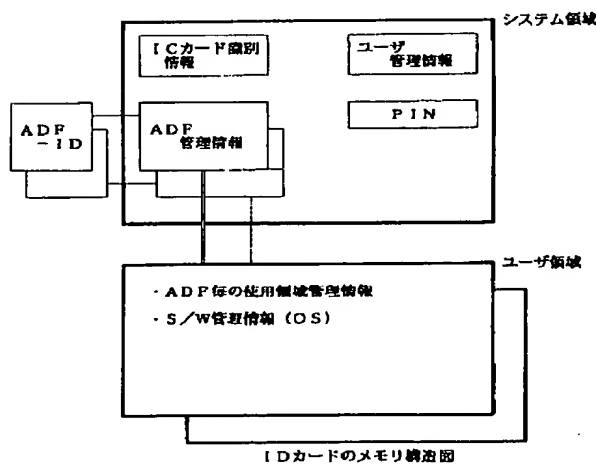 システム領域
ICカード識別
情報
ユーザ
管理情報
ADF
－ID
ADF
管理情報
PIN
ユーザ領域
・ADF毎の使用領域管理情報
・S／W管理情報（OS）
IDカードのメモリ構造図